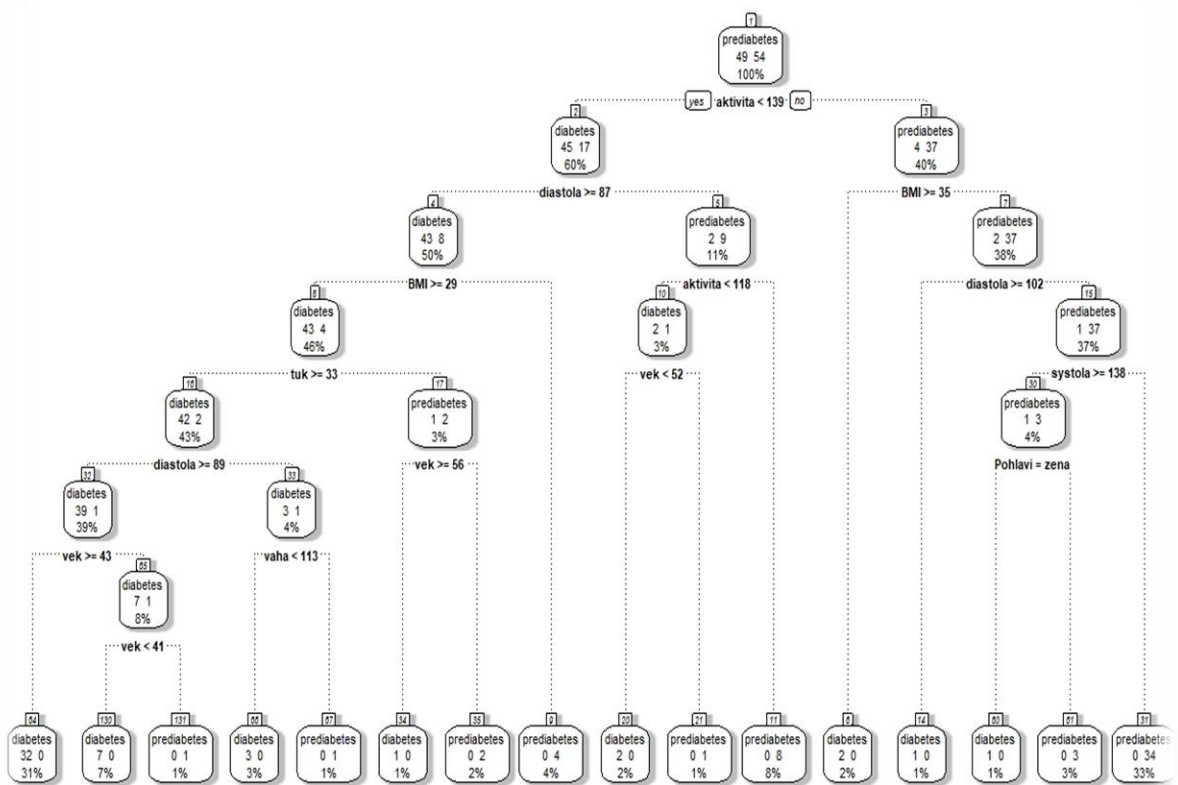 1
prediabetes
49 54
100%
yes aktivita < 139 no
2
diabetes
45 17
60%
3
prediabetes
4 37
40%
diastola >= 87
BMI >= 35
4
diabetes
43 8
50%
5
prediabetes
2 9
11%
7
prediabetes
2 37
38%
BMI >= 29
aktivita < 118
diastola >= 102
8
diabetes
43 4
46%
10
diabetes
2 1
3%
15
prediabetes
1 37
37%
tuk >= 33
vek < 52
systola >= 138
16
diabetes
42 2
43%
17
prediabetes
1 2
3%
30
prediabetes
1 3
4%
diastola >= 89
vek >= 56
Pohlavi = zena
32
diabetes
39 1
39%
33
diabetes
3 1
4%
vek >= 43
vaha < 113
65
diabetes
7 1
8%
vek < 41
64
diabetes
32 0
31%
130
diabetes
7 0
7%
131
prediabetes
0 1
1%
66
diabetes
3 0
3%
67
prediabetes
0 1
1%
34
diabetes
1 0
1%
35
prediabetes
0 2
2%
9
prediabetes
0 4
4%
20
diabetes
2 0
2%
21
prediabetes
0 1
1%
11
prediabetes
0 8
8%
6
diabetes
2 0
2%
14
diabetes
1 0
1%
60
diabetes
1 0
1%
61
prediabetes
0 3
3%
31
prediabetes
0 34
33%